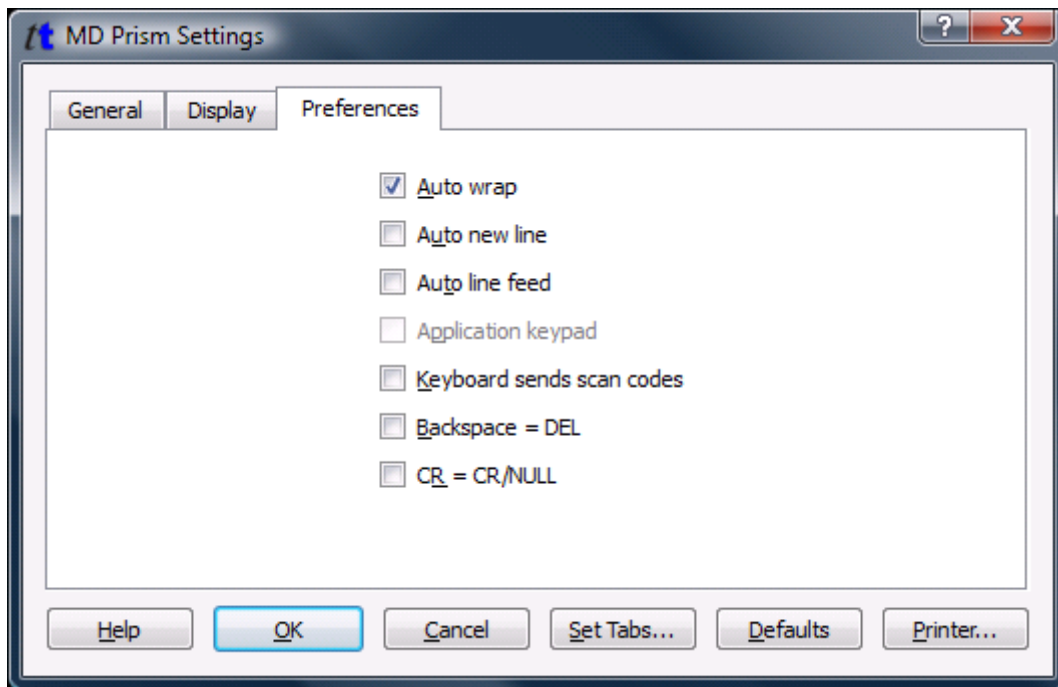 tt MD Prism Settings
?
X
General Display Preferences
Auto wrap
Auto new line
Auto line feed
Application keypad
Keyboard sends scan codes
Backspace = DEL
CR = CR/NULL
Help OK Cancel Set Tabs... Defaults Printer...